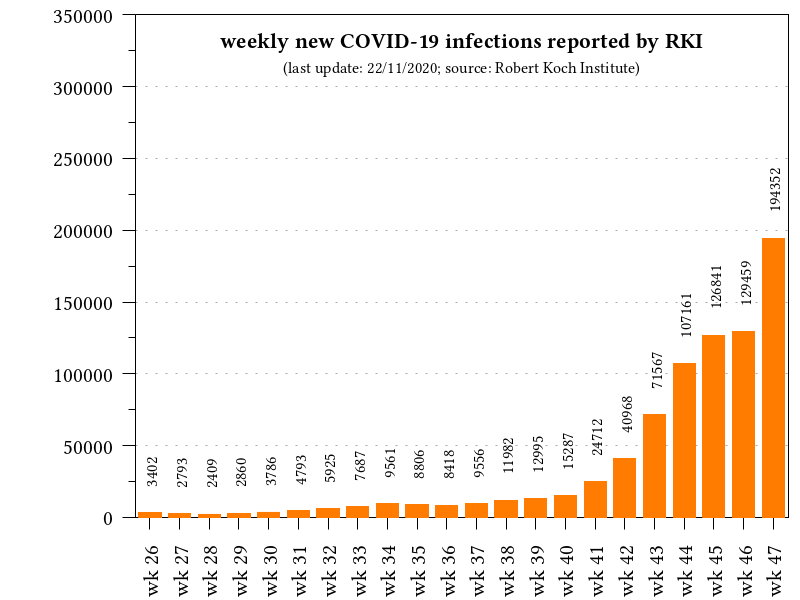 weekly new COVID-19 infections reported by RKI
(last update: 22/11/2020; source: Robert Koch Institute)
350000
300000
250000
200000
150000
100000
50000
0
3402
2793
2409
2860
3786
4793
5925
7687
9561
8806
8418
9556
11982
12995
15287
24712
40968
71567
107161
126841
129459
194352
wk 26
wk 27
wk 28
wk 29
wk 30
wk 31
wk 32
wk 33
wk 34
wk 35
wk 36
wk 37
wk 38
wk 39
wk 40
wk 41
wk 42
wk 43
wk 44
wk 45
wk 46
wk 47